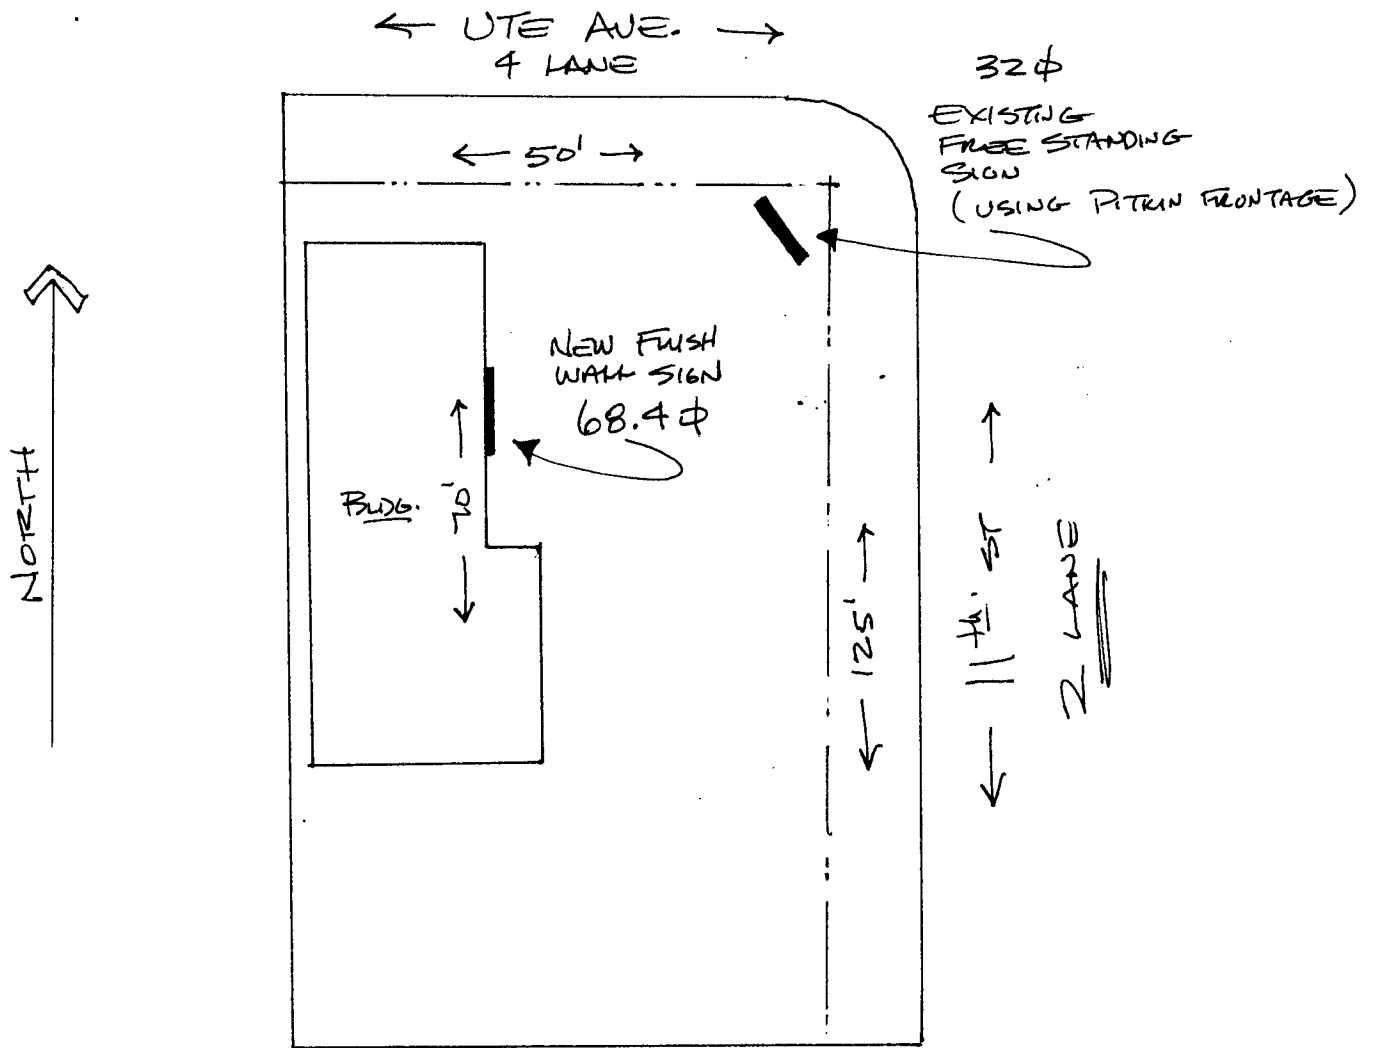 ← UTE AVE. →
4 LANE
32⌀
EXISTING
FREE STANDING
SIGN
(USING PITKIN FRONTAGE)
← 50' →
NEW FLUSH
WALL SIGN
68.4⌀
BLDG.
← 70' →
NORTH
← 125' →
← 11th. ST →
2 LANE